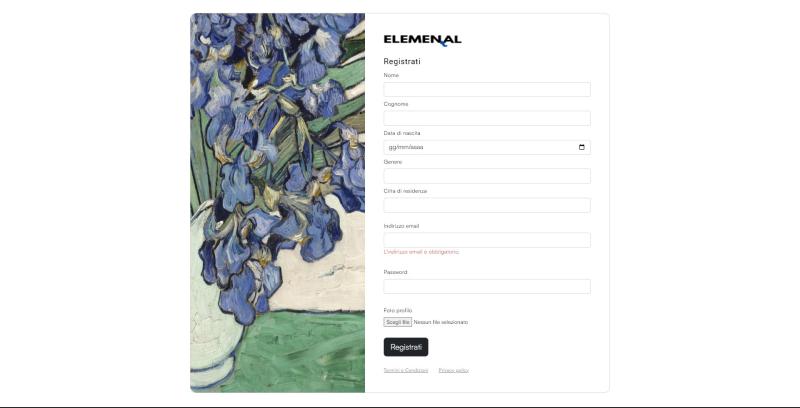 ELEMENAL
Registrati
Nome
Cognome
Data di nascita
gg/mm/aaaa
Genere
Città di residenza
Indirizzo email
L'indirizzo email è obbligatorio.
Password
Foto profilo
Scegli file Nessun file selezionato
Registrati
Termini e Condizioni Privacy policy